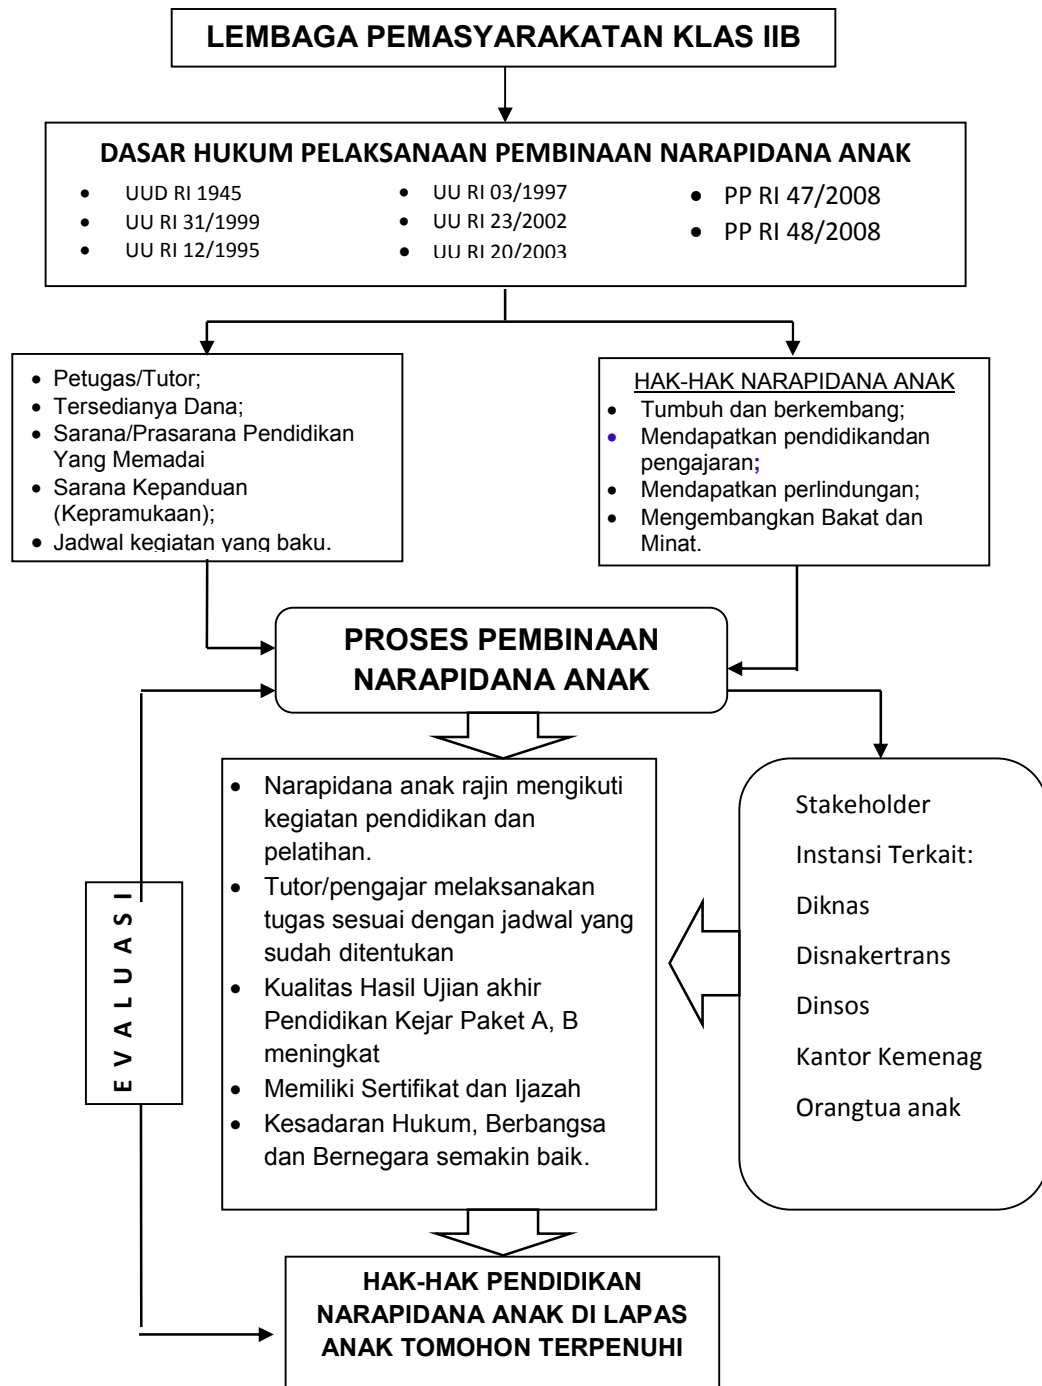 LEMBAGA PEMASYARAKATAN KLAS IIB
DASAR HUKUM PELAKSANAAN PEMBINAAN NARAPIDANA ANAK
• UUD RI 1945
• UU RI 31/1999
• UU RI 12/1995
• UU RI 03/1997
• UU RI 23/2002
• UU RI 20/2003
• PP RI 47/2008
• PP RI 48/2008
• Petugas/Tutor;
• Tersedianya Dana;
• Sarana/Prasarana Pendidikan
Yang Memadai
• Sarana Kepanduan
(Kepramukaan);
• Jadwal kegiatan yang baku.
HAK-HAK NARAPIDANA ANAK
• Tumbuh dan berkembang;
• Mendapatkan pendidikandan
pengajaran;
• Mendapatkan perlindungan;
• Mengembangkan Bakat dan
Minat.
PROSES PEMBINAAN
NARAPIDANA ANAK
• Narapidana anak rajin mengikuti
kegiatan pendidikan dan
pelatihan.
• Tutor/pengajar melaksanakan
tugas sesuai dengan jadwal yang
sudah ditentukan
• Kualitas Hasil Ujian akhir
Pendidikan Kejar Paket A, B
meningkat
• Memiliki Sertifikat dan Ijazah
• Kesadaran Hukum, Berbangsa
dan Bernegara semakin baik.
Stakeholder
Instansi Terkait:
Diknas
Disnakertrans
Dinsos
Kantor Kemenag
Orangtua anak
E V A L U A S I
HAK-HAK PENDIDIKAN
NARAPIDANA ANAK DI LAPAS
ANAK TOMOHON TERPENUHI